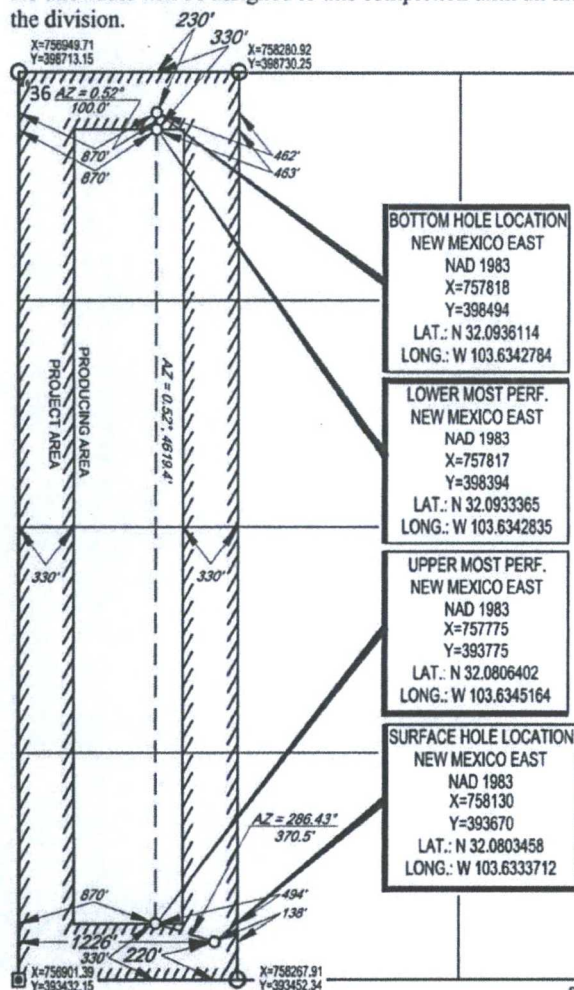 the division.
230'
330'
X=756949.71
Y=398713.15
X=758280.92
Y=398730.25
36
AZ = 0.52°
100.0'
870'
870'
462'
463'
BOTTOM HOLE LOCATION
NEW MEXICO EAST
NAD 1983
X=757818
Y=398494
LAT.: N 32.0936114
LONG.: W 103.6342784
PRODUCING AREA
PROJECT AREA
AZ = 0.52°, 4619.4'
LOWER MOST PERF.
NEW MEXICO EAST
NAD 1983
X=757817
Y=398394
LAT.: N 32.0933365
LONG.: W 103.6342835
330'
330'
UPPER MOST PERF.
NEW MEXICO EAST
NAD 1983
X=757775
Y=393775
LAT.: N 32.0806402
LONG.: W 103.6345164
SURFACE HOLE LOCATION
NEW MEXICO EAST
NAD 1983
X=758130
Y=393670
LAT.: N 32.0803458
LONG.: W 103.6333712
AZ = 286.43°
370.5'
870'
494'
138'
1226'
330'
220'
X=756901.39
Y=393432.15
X=758267.91
Y=393452.34